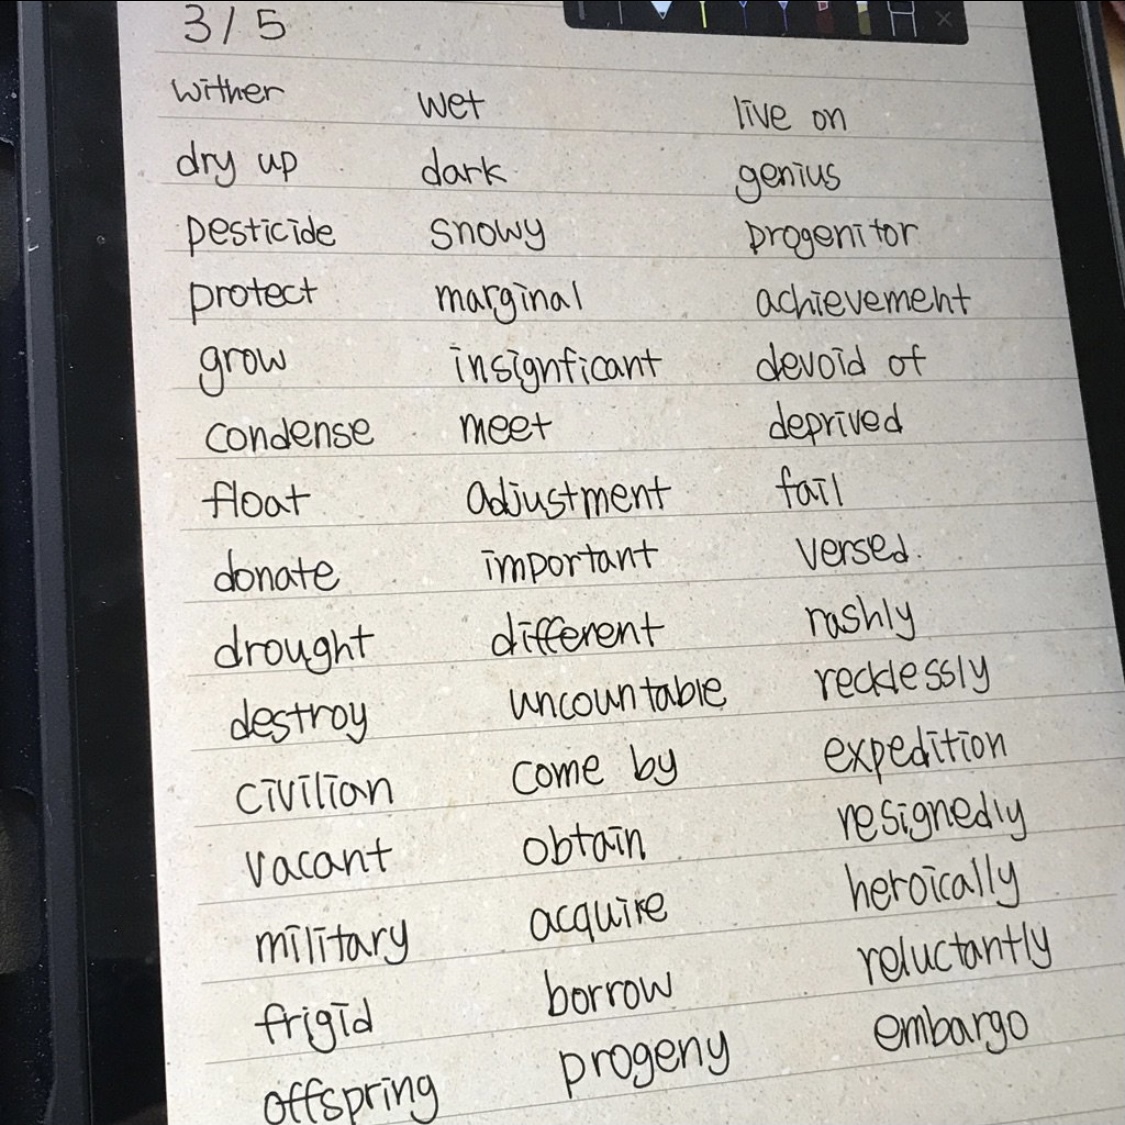 3/5
wither
dry up
pesticide
protect
grow
condense
float
donate
drought
destroy
civilian
vacant
military
frigid
offspring
wet
dark
snowy
marginal
insignficant
meet
adjustment
important
different
uncountable
come by
obtain
acquire
borrow
progeny
live on
genius
progenitor
achievement
devoid of
deprived
fail
versed.
rashly
recklessly
expedition
resignedly
heroically
reluctantly
embargo